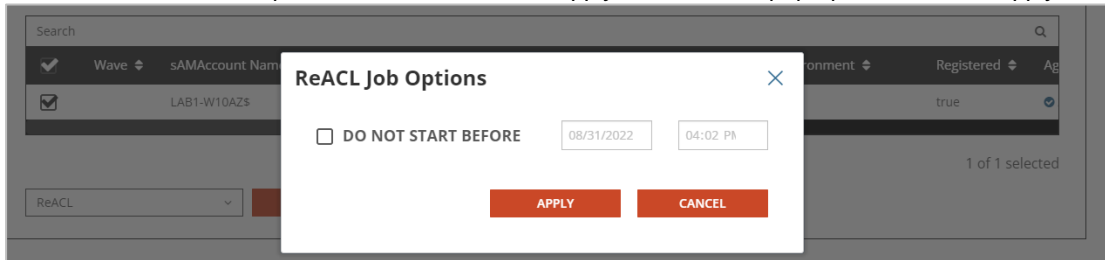 Search
Wave sAMAccount Nam ronment Registered Ag
LAB1-W10AZ$ true
ReACL Job Options
DO NOT START BEFORE 08/31/2022 04:02 P
APPLY CANCEL
1 of 1 selected
ReACL